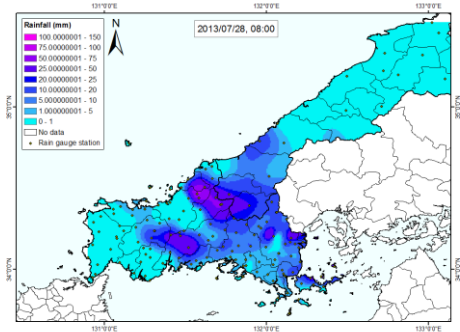 131°0'0"E 132°0'0"E 133°0'0"E
Rainfall (mm)
100.0000001 - 150
75.00000001 - 100
50.00000001 - 75
25.00000001 - 50
20.00000001 - 25
10.00000001 - 20
5.000000001 - 10
1.000000001 - 5
0 - 1
No data
Rain gauge station
N
2013/07/28, 08:00
35°0'0"N
35°0'0"N
34°0'0"N
34°0'0"N
131°0'0"E 132°0'0"E 133°0'0"E